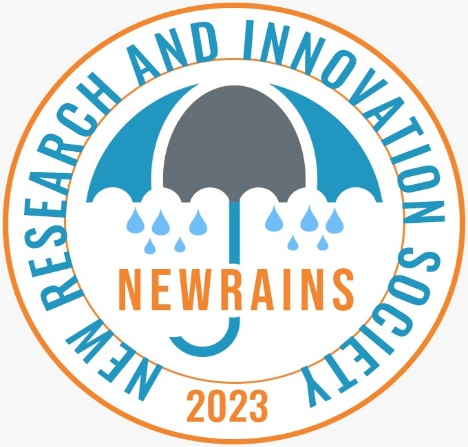 NEW RESEARCH AND INNOVATION SOCIETY
NEWRAINS
2023